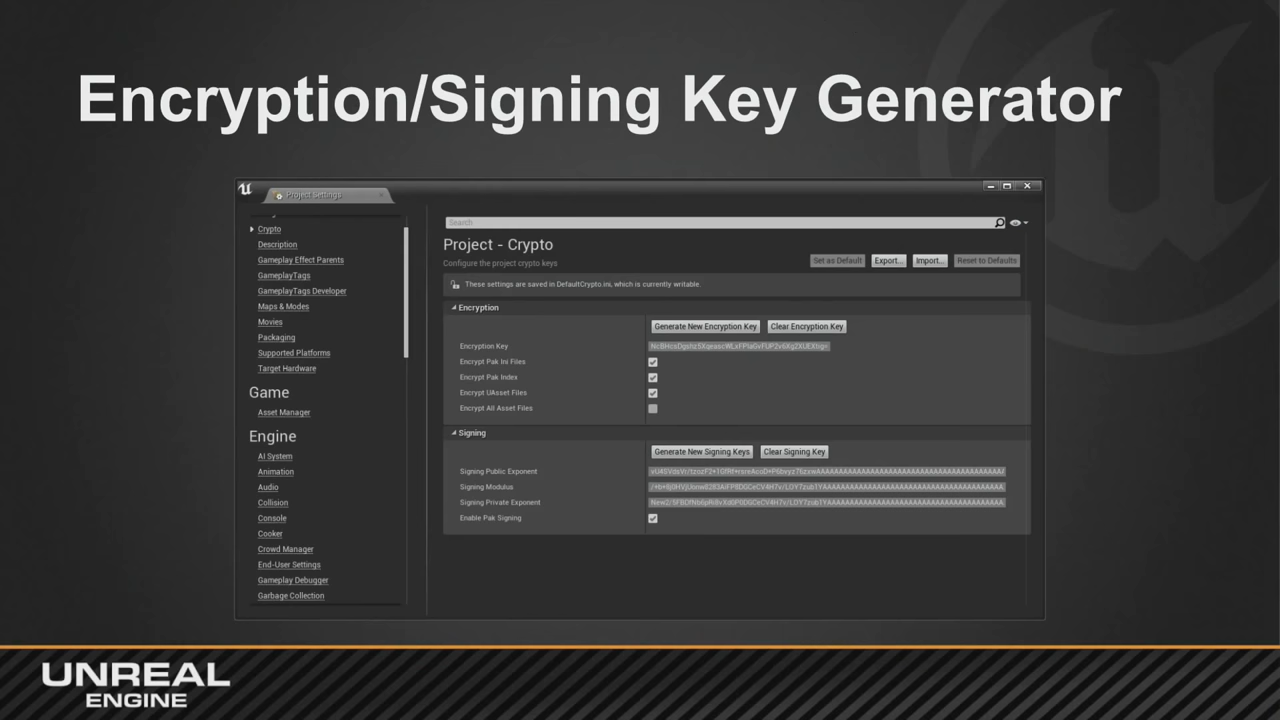 Encryption/Signing Key Generator
Project Settings
Search
Crypto
Description
Gameplay Effect Parents
GameplayTags
GameplayTags Developer
Maps & Modes
Movies
Packaging
Supported Platforms
Target Hardware
Game
Asset Manager
Engine
AI System
Animation
Audio
Collision
Console
Cooker
Crowd Manager
End-User Settings
Gameplay Debugger
Garbage Collection
Project - Crypto
Configure the project crypto keys
Set as Default Export... Import... Reset to Defaults
These settings are saved in DefaultCrypto.ini, which is currently writable.
Encryption
Generate New Encryption Key Clear Encryption Key
Encryption Key
Encrypt Pak Ini Files
Encrypt Pak Index
Encrypt UAsset Files
Encrypt All Asset Files
Signing
Generate New Signing Keys Clear Signing Key
Signing Public Exponent
Signing Modulus
Signing Private Exponent
Enable Pak Signing
UNREAL
ENGINE